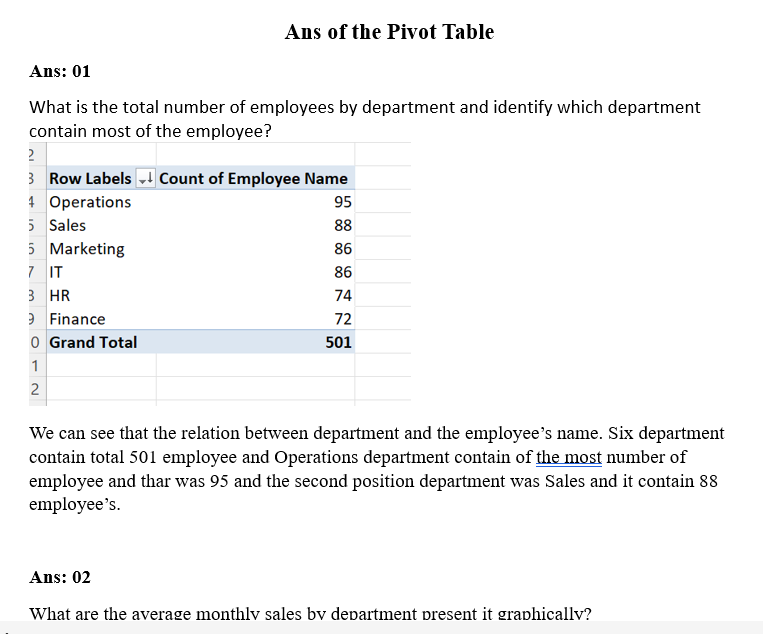 Ans of the Pivot Table
Ans: 01
What is the total number of employees by department and identify which department
contain most of the employee?
2
3 Row Labels Count of Employee Name
4 Operations 95
5 Sales 88
6 Marketing 86
7 IT 86
8 HR 74
9 Finance 72
0 Grand Total 501
1
2
We can see that the relation between department and the employee’s name. Six department
contain total 501 employee and Operations department contain of the most number of
employee and thar was 95 and the second position department was Sales and it contain 88
employee’s.
Ans: 02
What are the average monthly sales by department present it graphically?